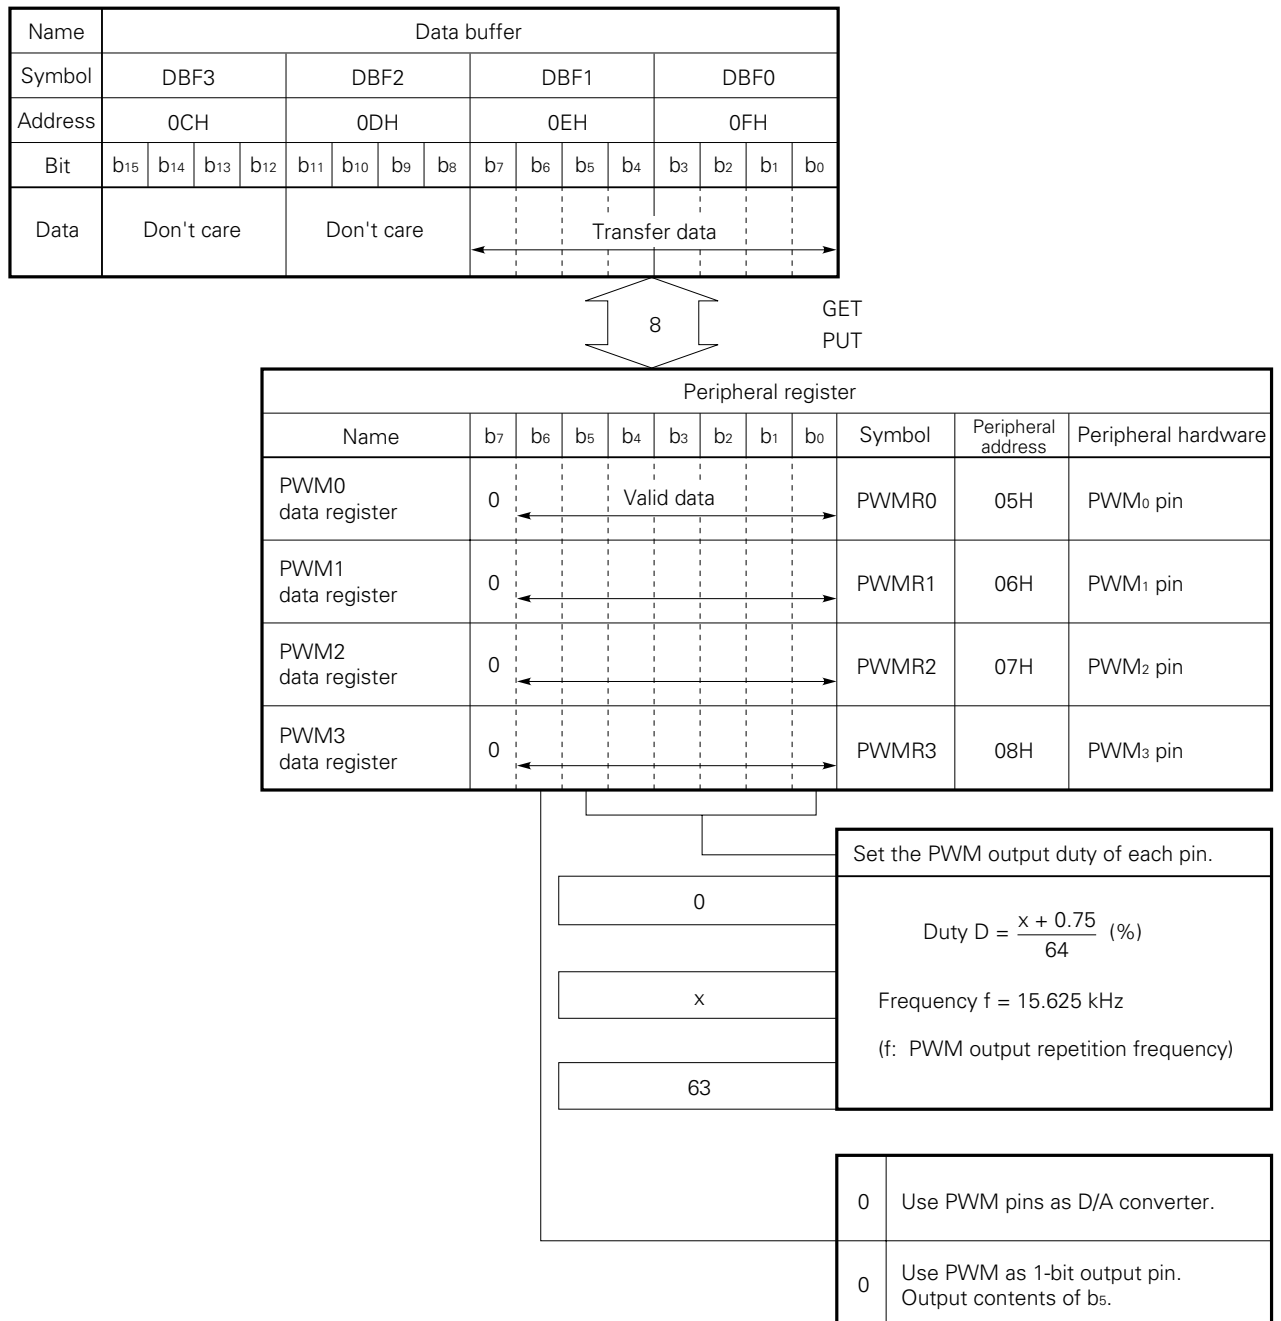 Name Data buffer
Symbol DBF3 DBF2 DBF1 DBF0
Address 0CH 0DH 0EH 0FH
Bit b15 b14 b13 b12 b11 b10 b9 b8 b7 b6 b5 b4 b3 b2 b1 b0
Data Don't care Don't care Transfer data
8
GET
PUT
Peripheral register
Name b7 b6 b5 b4 b3 b2 b1 b0 Symbol Peripheral address Peripheral hardware
PWM0
data register 0 Valid data PWMR0 05H PWM0 pin
PWM1
data register 0 PWMR1 06H PWM1 pin
PWM2
data register 0 PWMR2 07H PWM2 pin
PWM3
data register 0 PWMR3 08H PWM3 pin
Set the PWM output duty of each pin.
0
Duty D = x + 0.75 / 64 (%)
x
Frequency f = 15.625 kHz
(f: PWM output repetition frequency)
63
0 Use PWM pins as D/A converter.
0 Use PWM as 1-bit output pin.
Output contents of b5.